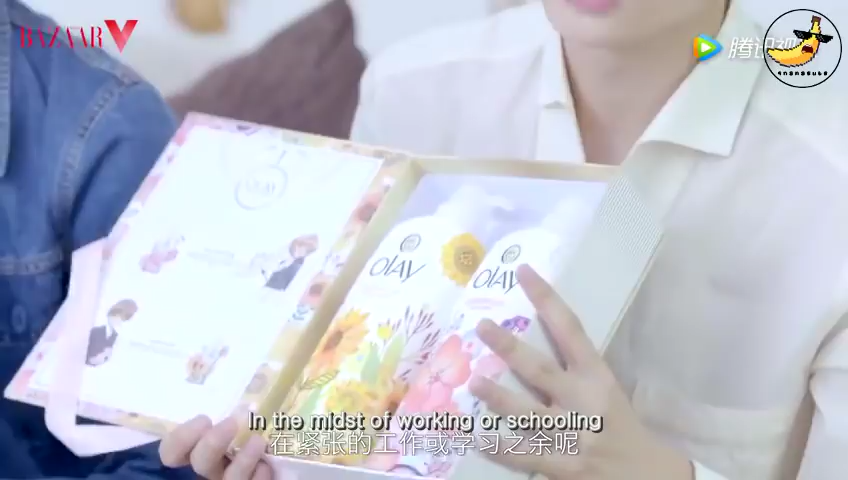 BAZAAR V
腾讯视
OLAY
OLAY
In the midst of working or schooling
在紧张的工作或学习之余呢